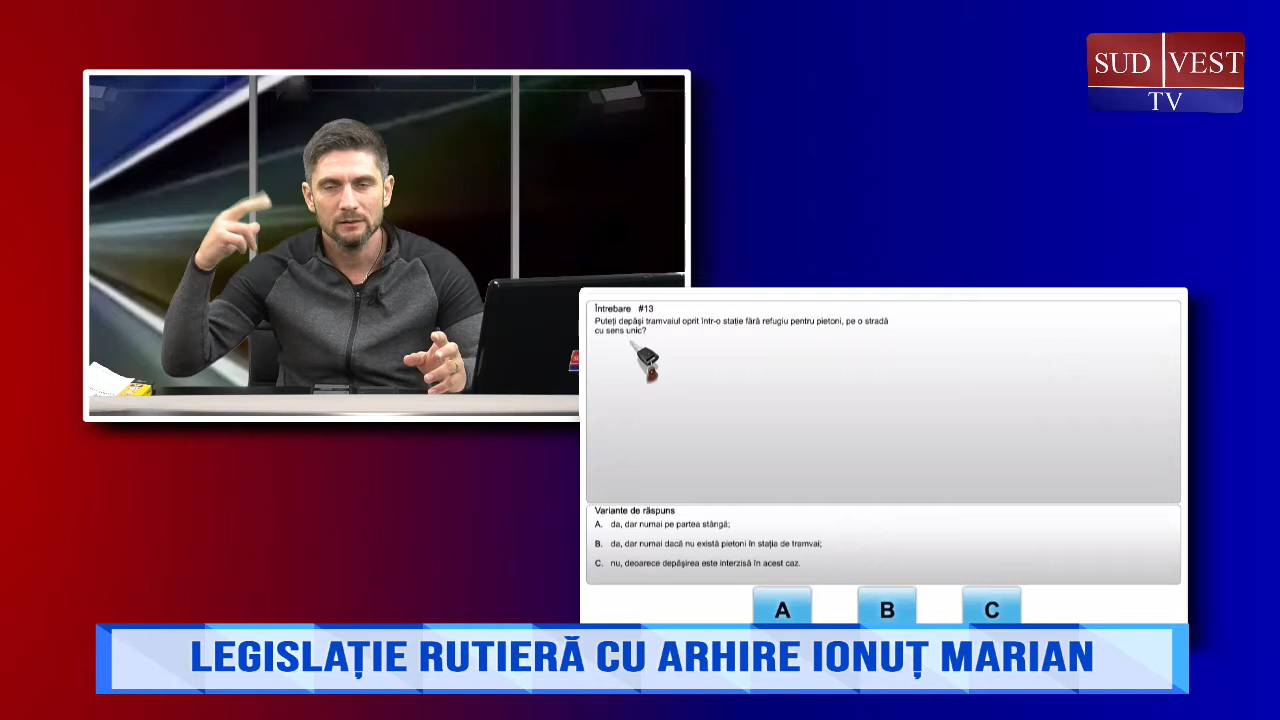 SUD VEST
TV
Întrebare #13
Puteți depăşi tramvaiul oprit într-o stație fără refugiu pentru pietoni, pe o stradă
cu sens unic?
Variante de răspuns
A. da, dar numai pe partea stângă;
B. da, dar numai dacă nu există pietoni în stația de tramvai;
C. nu, deoarece depăşirea este interzisă în acest caz.
A B C
LEGISLAȚIE RUTIERĂ CU ARHIRE IONUȚ MARIAN